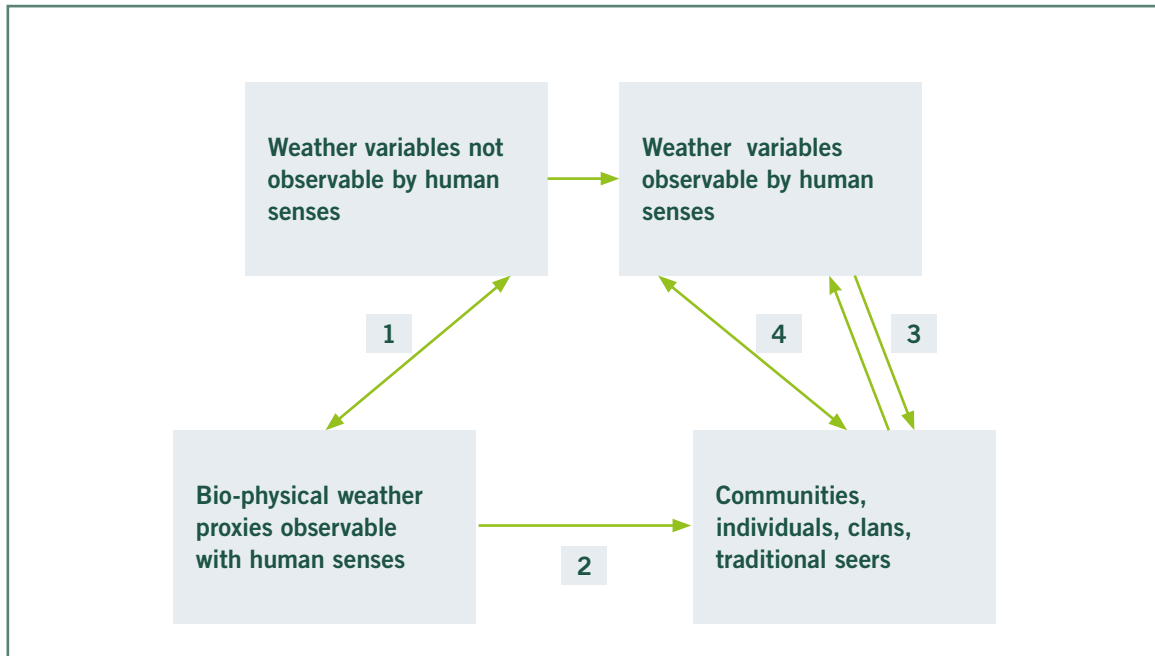 Weather variables not
observable by human
senses
Weather variables
observable by human
senses
1
4
3
Bio-physical weather
proxies observable
with human senses
2
Communities,
individuals, clans,
traditional seers